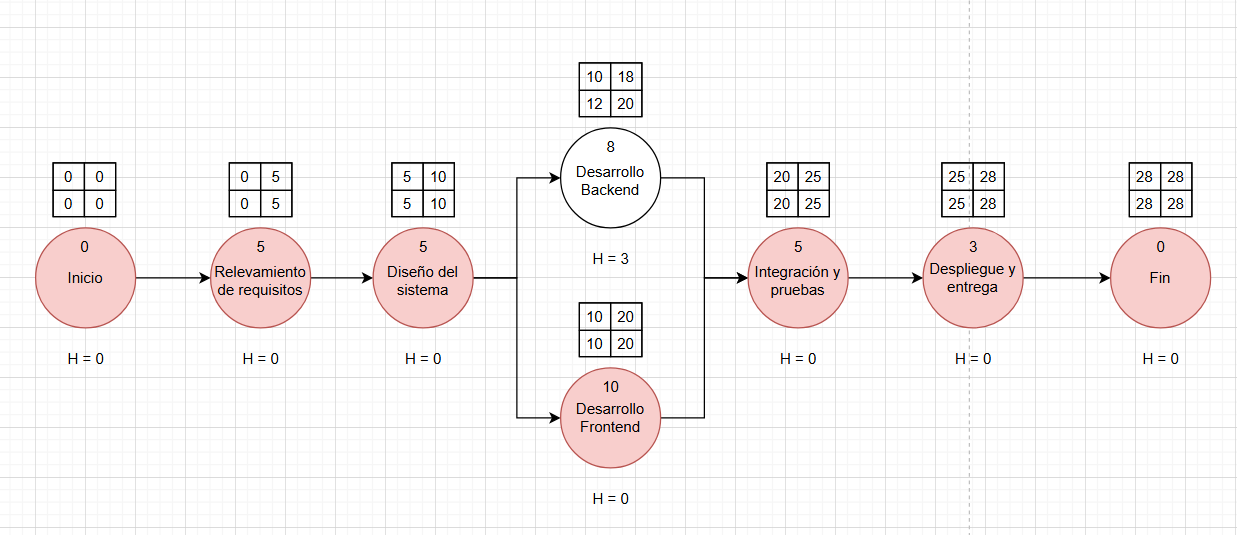 10 18
12 20
8
Desarrollo
Backend
H = 3
0 0
0 0
0
Inicio
H = 0
0 5
0 5
5
Relevamiento
de requisitos
H = 0
5 10
5 10
5
Diseño del
sistema
H = 0
10 20
10 20
10
Desarrollo
Frontend
H = 0
20 25
20 25
5
Integración y
pruebas
H = 0
25 28
25 28
3
Despliegue y
entrega
H = 0
28 28
28 28
0
Fin
H = 0